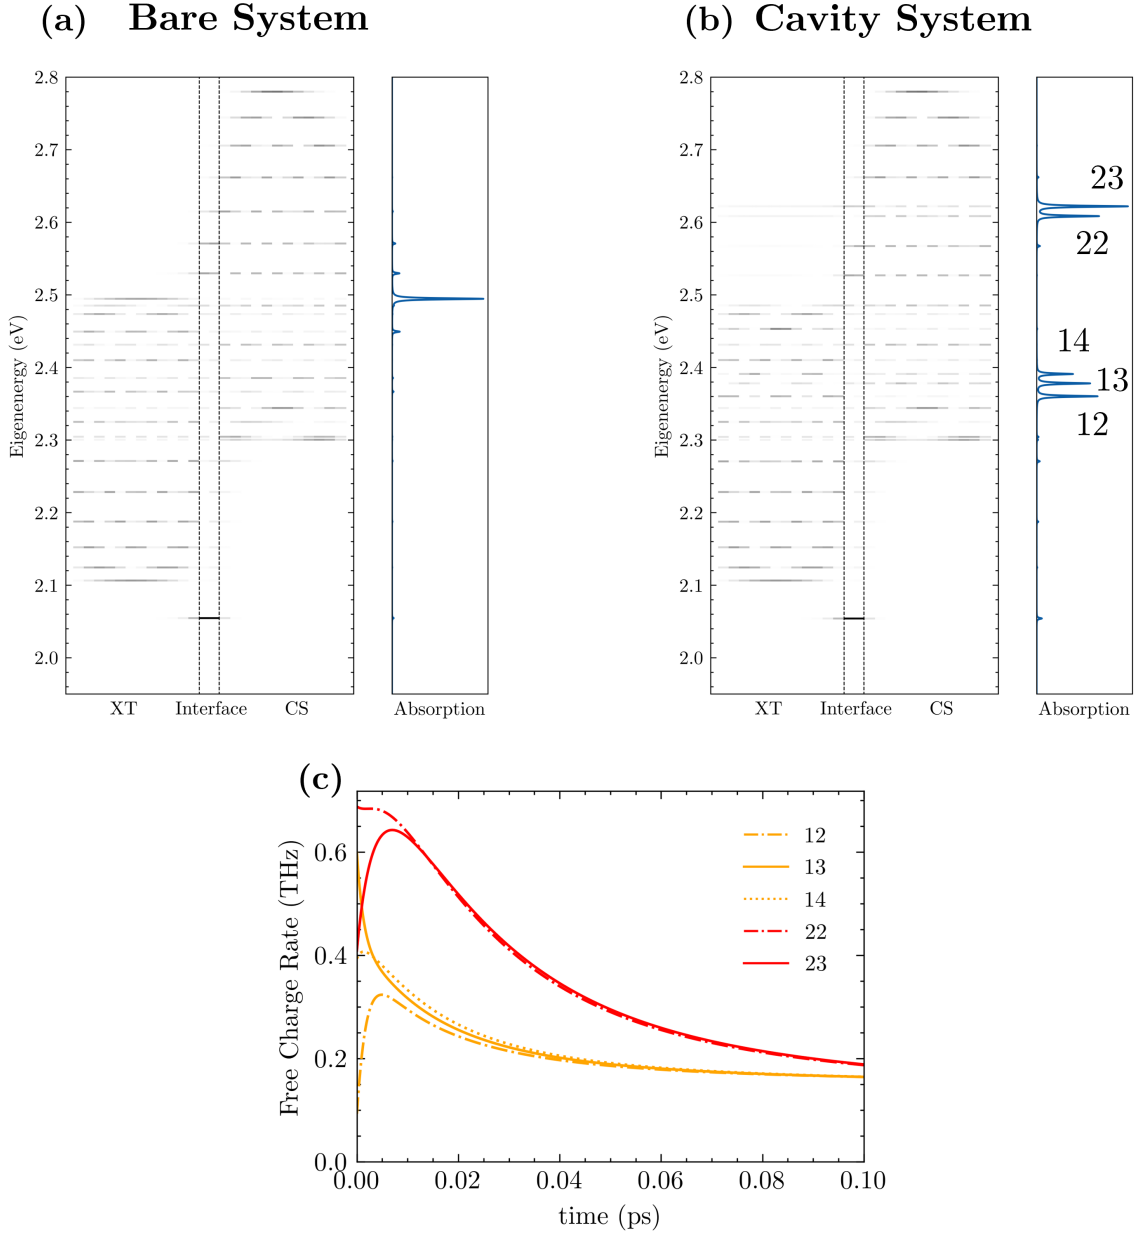 (a) Bare System
2.8
2.7
2.6
2.5
2.4
2.3
2.2
2.1
2.0
Eigenenergy (eV)
XT Interface CS
Absorption
(b) Cavity System
2.8
2.7
2.6
2.5
2.4
2.3
2.2
2.1
2.0
Eigenenergy (eV)
XT Interface CS
23
22
14
13
12
Absorption
(c)
0.6
0.4
0.2
0.0
Free Charge Rate (THz)
12
13
14
22
23
0.00 0.02 0.04 0.06 0.08 0.10
time (ps)